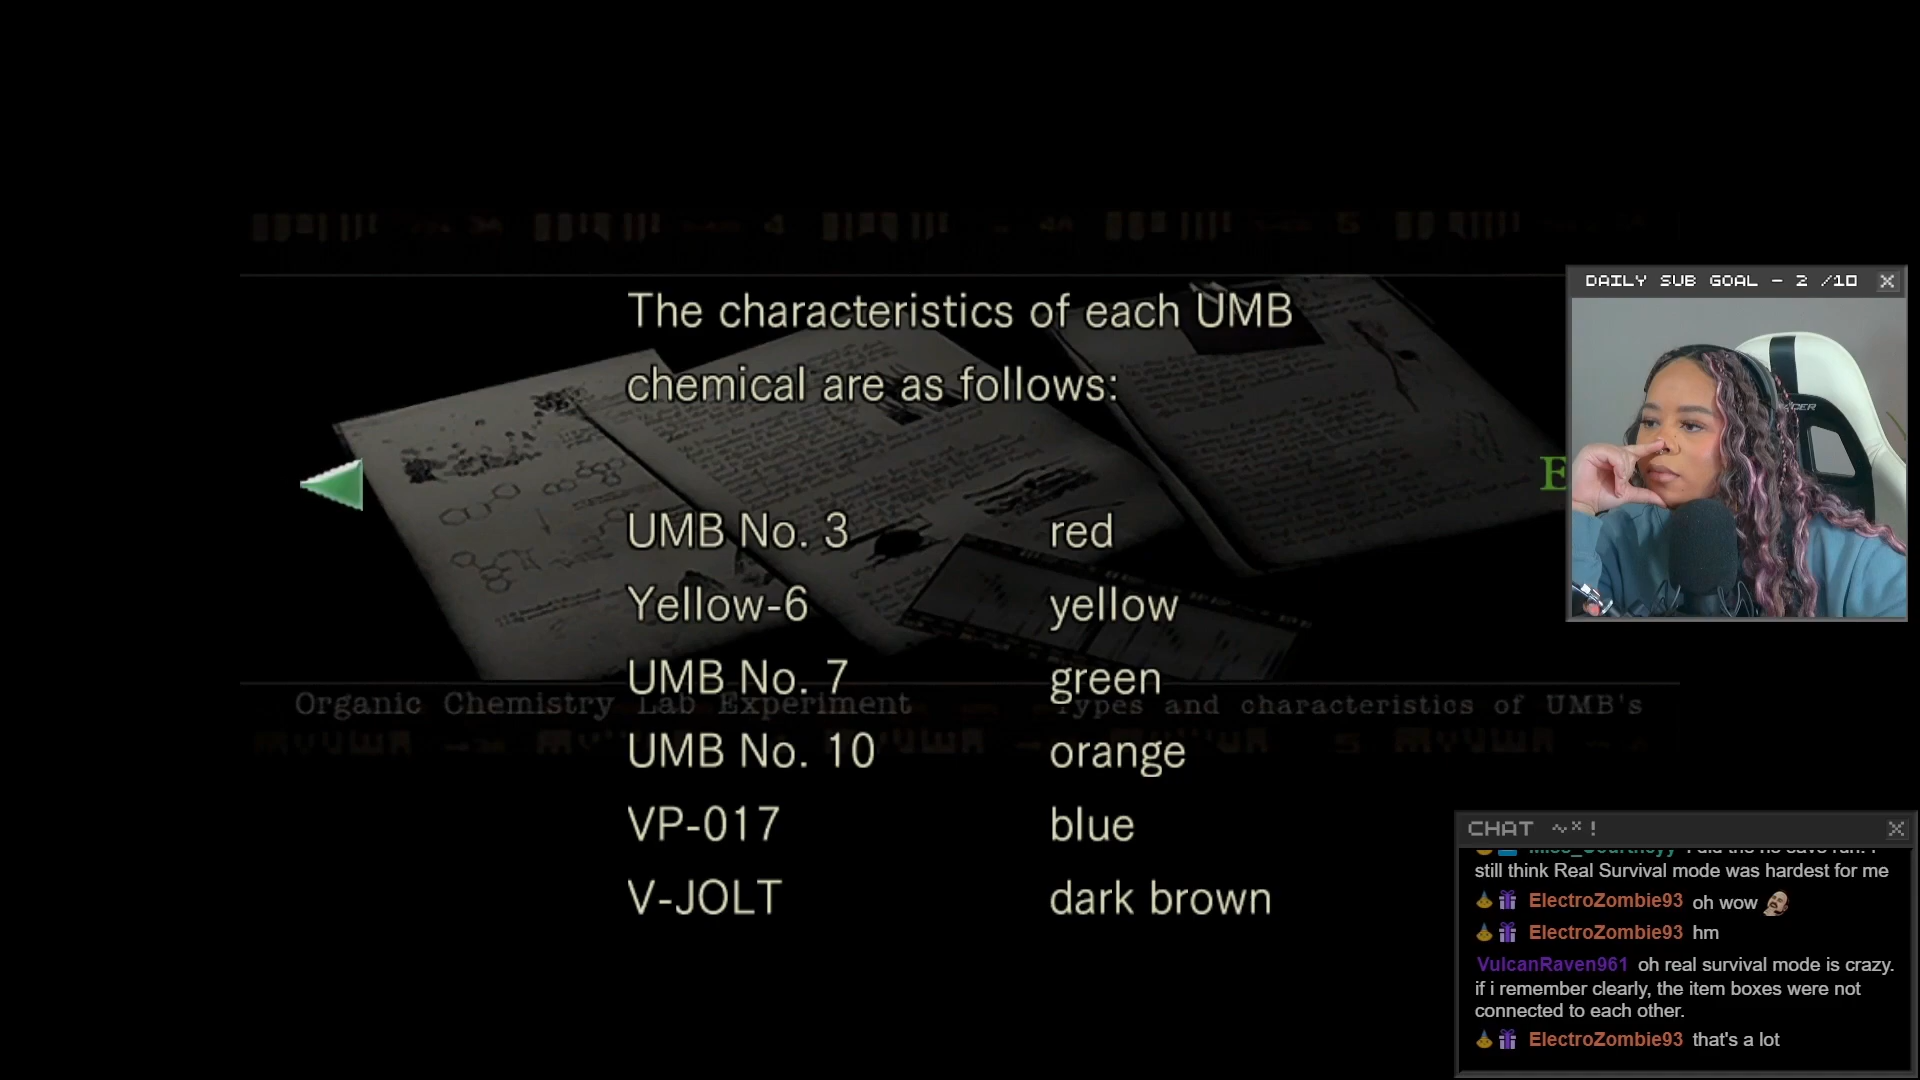 The characteristics of each UMB
chemical are as follows:
UMB No. 3 red
Yellow-6 yellow
UMB No. 7 green
UMB No. 10 orange
VP-017 blue
V-JOLT dark brown
Organic Chemistry Lab Experiment
Types and characteristics of UMB's
E
DAILY SUB GOAL - 2 /10
CHAT ~*!
still think Real Survival mode was hardest for me
ElectroZombie93 oh wow
ElectroZombie93 hm
VulcanRaven961 oh real survival mode is crazy.
if i remember clearly, the item boxes were not
connected to each other.
ElectroZombie93 that's a lot